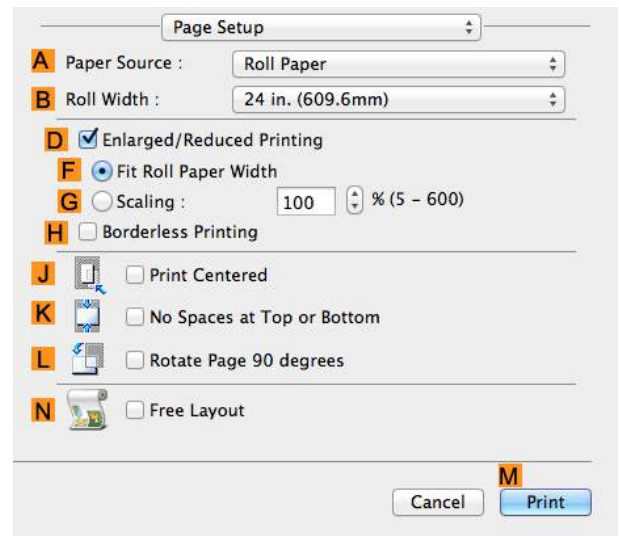 Page Setup
A Paper Source : Roll Paper
B Roll Width : 24 in. (609.6mm)
D Enlarged/Reduced Printing
F Fit Roll Paper Width
G Scaling : 100 % (5 - 600)
H Borderless Printing
J Print Centered
K No Spaces at Top or Bottom
L Rotate Page 90 degrees
N Free Layout
M
Cancel Print